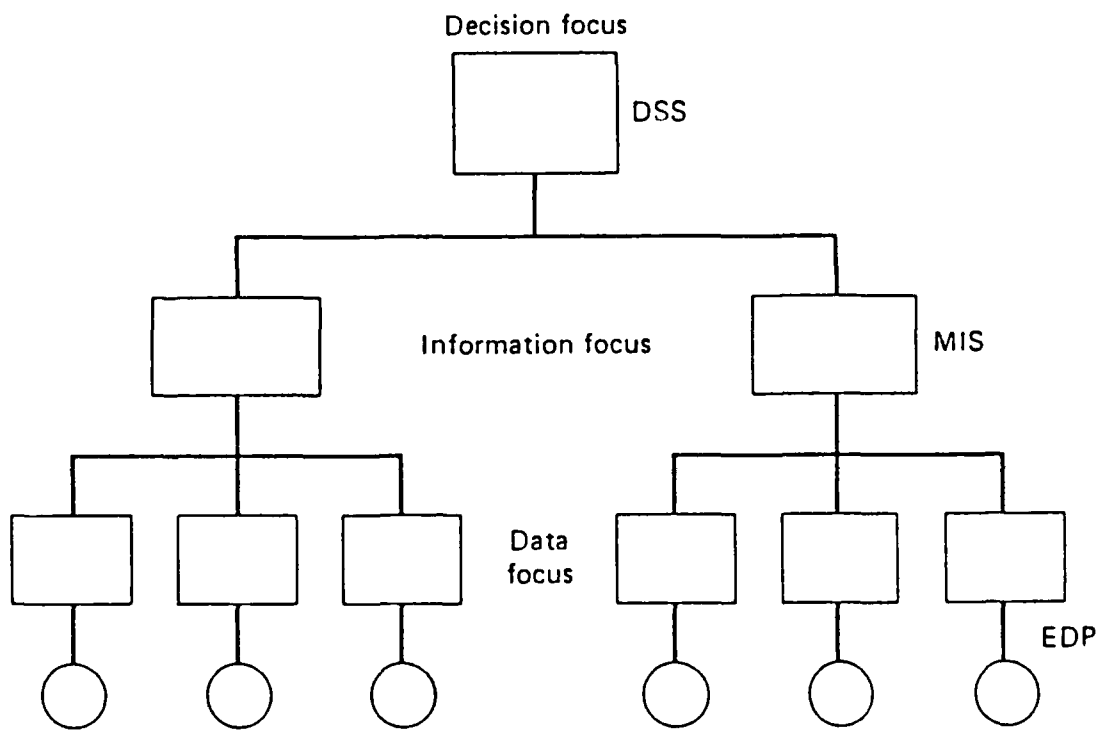 Decision focus
DSS
Information focus
MIS
Data
focus
EDP